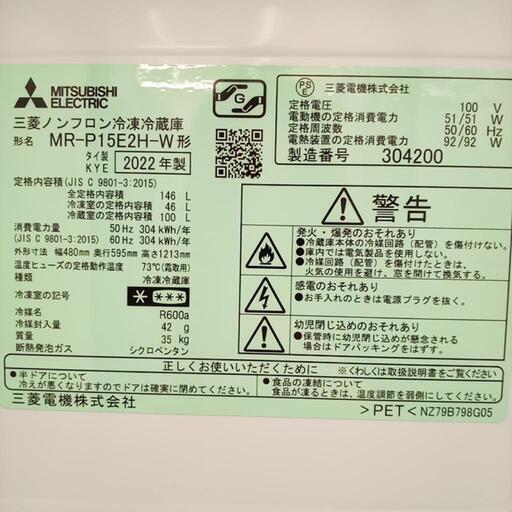 MITSUBISHI
ELECTRIC
三菱ノンフロン冷凍冷蔵庫
形名 MR-P15E2H-W形
タイ製
KYE
2022年製
定格内容積(JIS C 9801-3:2015)
全定格内容積 146 L
冷凍室の定格内容積 46 L
冷蔵室の定格内容積 100 L
消費電力量 50 Hz 304 kWh/年
(JIS C 9801-3:2015) 60 Hz 304 kWh/年
外形寸法 幅480mm 奥行595mm 高さ1213mm
温度ヒューズの定格動作温度 73℃(霜取用)
種類 冷凍冷蔵庫
冷凍室の記号
冷媒名 R600a
冷媒封入量 42 g
質量 35 kg
断熱発泡ガス シクロペンタン
G
PS
E
三菱電機株式会社
定格電圧 100 V
電動機の定格消費電力 51/51 W
定格周波数 50/60 Hz
電熱装置の定格消費電力 92/92 W
製造番号 304200
警告
発火・爆発のおそれあり
●冷蔵庫本体の冷媒回路(配管)を傷付けない。
●庫内では電気製品を使用しない。
●冷媒回路(配管)を傷付けたときは、
火気の使用を避け、窓を開けて換気。
感電のおそれあり
●お手入れのときは電源プラグを抜く。
幼児閉じ込めのおそれあり
●保管時に幼児閉じ込めが懸念される
場合はドアパッキングをはずす。
正しくお使いいただくために ※くわしくは取扱説明書をご覧ください
●半ドアについて
冷えが悪くなりますのでドアは確実に閉めてください。
●食品の凍結について
食品が凍結するときは、温度調節を弱側にしてください。
三菱電機株式会社
>PET< NZ79B798G05